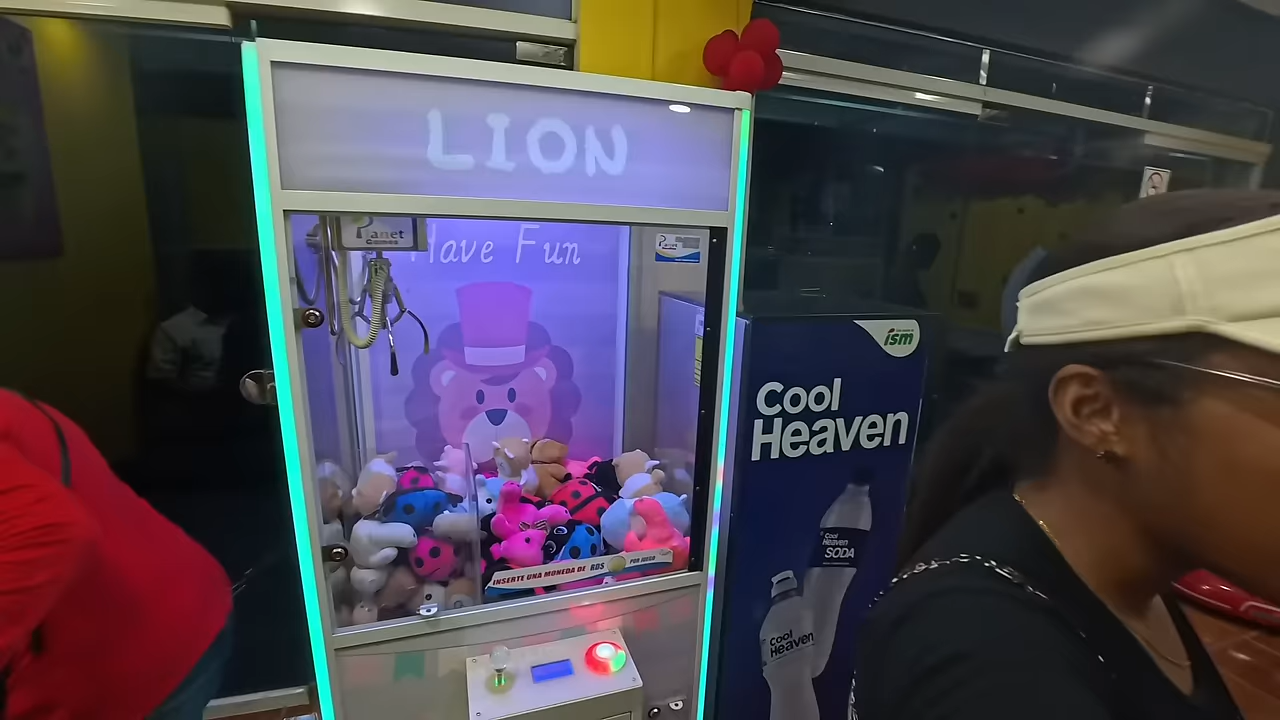 LION
Planet
Games
Have Fun
INSERTE UNA MONEDA DE RD5 POR JUEGO
ism
Cool
Heaven
Cool
Heaven
SODA
Cool
Heaven